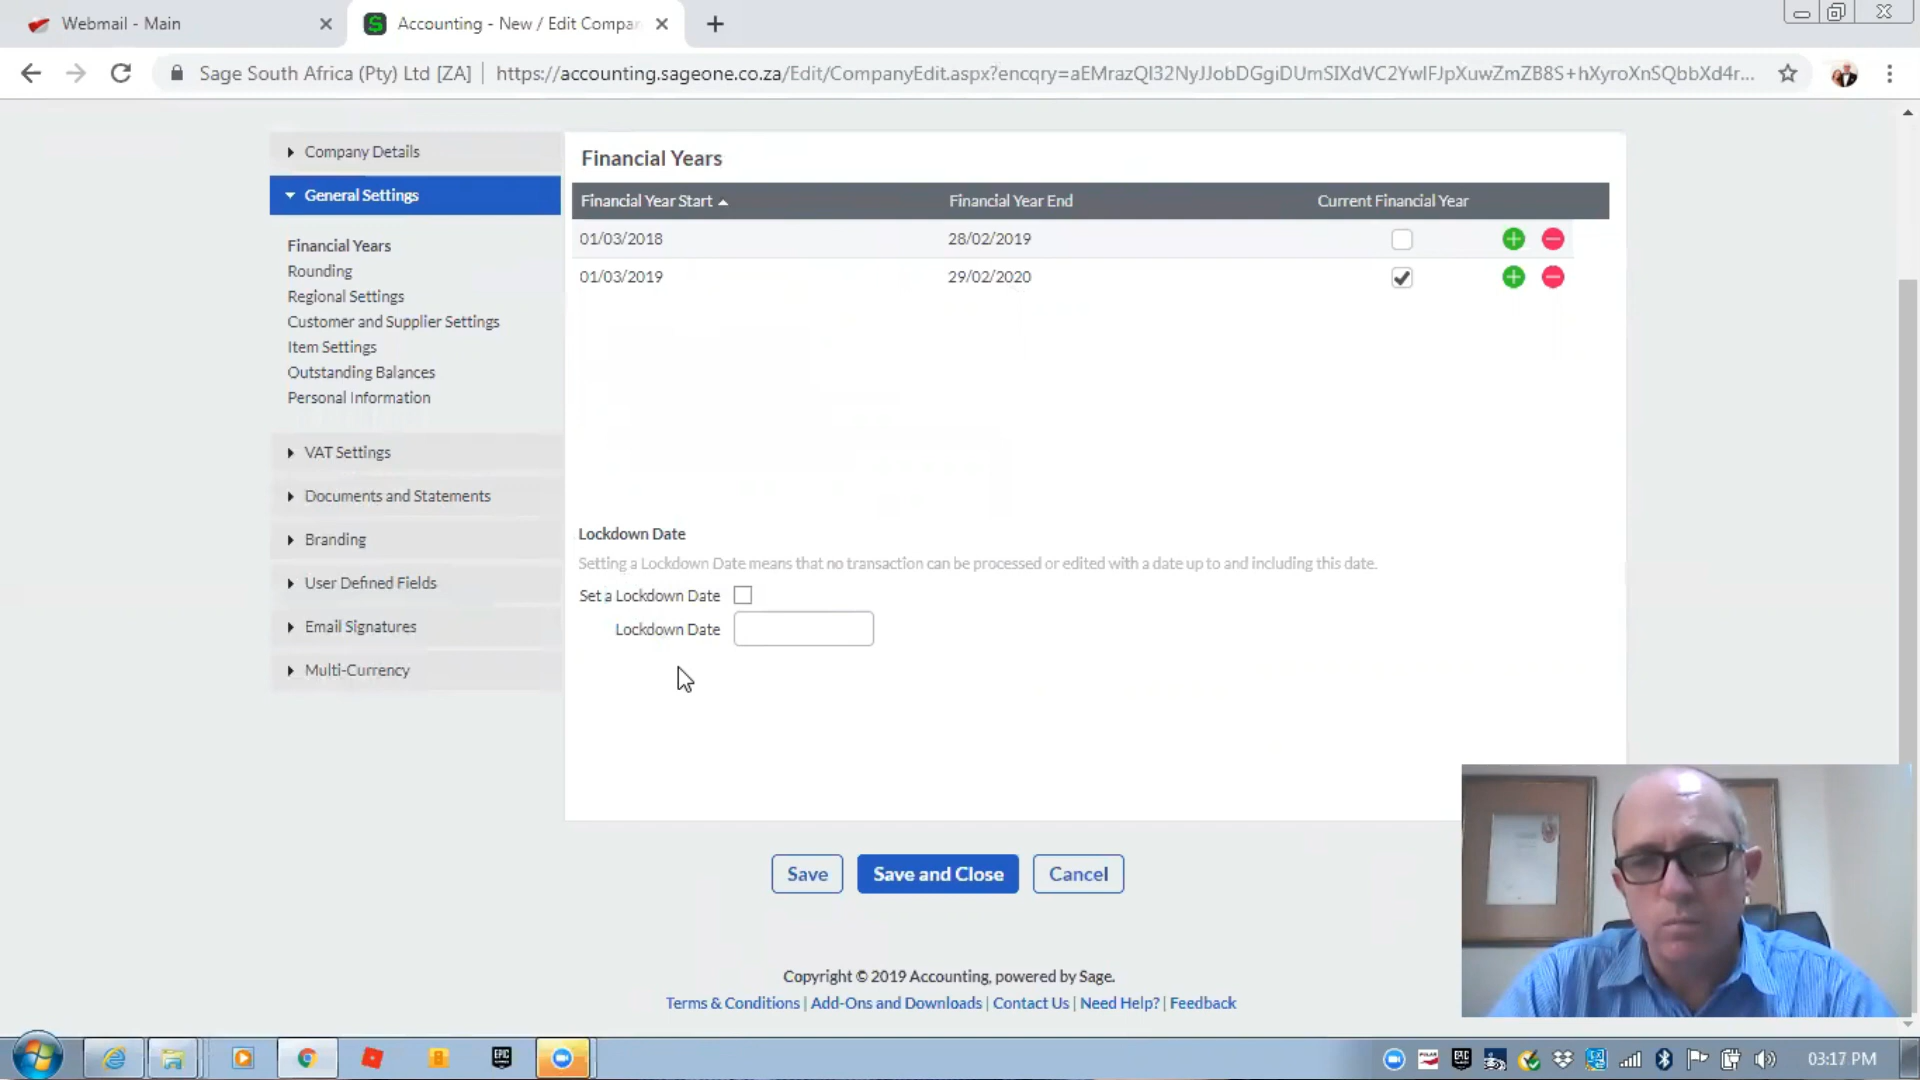 Webmail - Main
Accounting - New / Edit Compa
Sage South Africa (Pty) Ltd [ZA] | https://accounting.sageone.co.za/Edit/CompanyEdit.aspx?encqry=aEMrazQl32NyJJobDGgiDUmSIXdVC2YwlFJpXuwZmZB8S+hXyroXnSQbbXd4r...
Company Details
General Settings
Financial Years
Rounding
Regional Settings
Customer and Supplier Settings
Item Settings
Outstanding Balances
Personal Information
VAT Settings
Documents and Statements
Branding
User Defined Fields
Email Signatures
Multi-Currency
Financial Years
Financial Year Start Financial Year End Current Financial Year
01/03/2018 28/02/2019
01/03/2019 29/02/2020
Lockdown Date
Setting a Lockdown Date means that no transaction can be processed or edited with a date up to and including this date.
Set a Lockdown Date
Lockdown Date
Save Save and Close Cancel
Copyright © 2019 Accounting, powered by Sage.
Terms & Conditions | Add-Ons and Downloads | Contact Us | Need Help? | Feedback
EPIC
03:17 PM